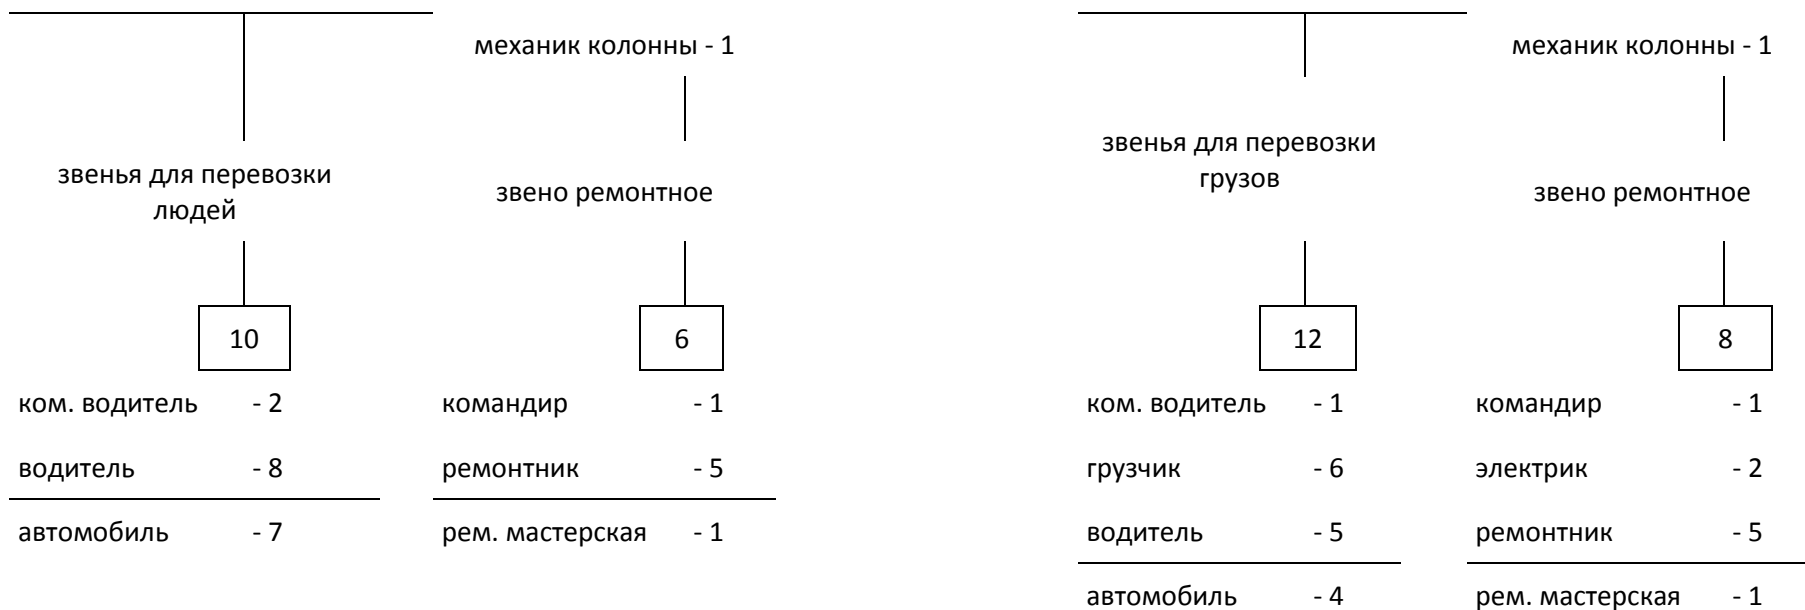 механик колонны - 1
звенья для перевозки
людей
звено ремонтное
10
6
ком. водитель - 2
командир - 1
водитель - 8
ремонтник - 5
автомобиль - 7
рем. мастерская - 1
механик колонны - 1
звенья для перевозки
грузов
звено ремонтное
12
8
ком. водитель - 1
командир - 1
грузчик - 6
электрик - 2
водитель - 5
ремонтник - 5
автомобиль - 4
рем. мастерская - 1